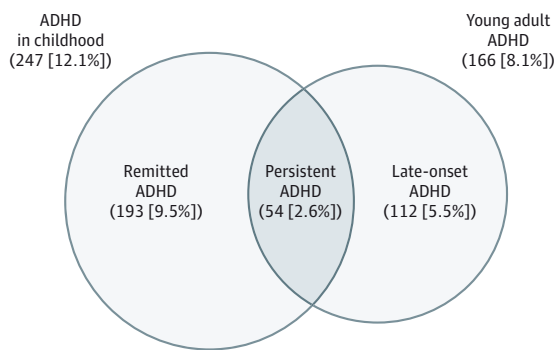 ADHD
in childhood
(247 [12.1%])
Young adult
ADHD
(166 [8.1%])
Remitted
ADHD
(193 [9.5%])
Persistent
ADHD
(54 [2.6%])
Late-onset
ADHD
(112 [5.5%])